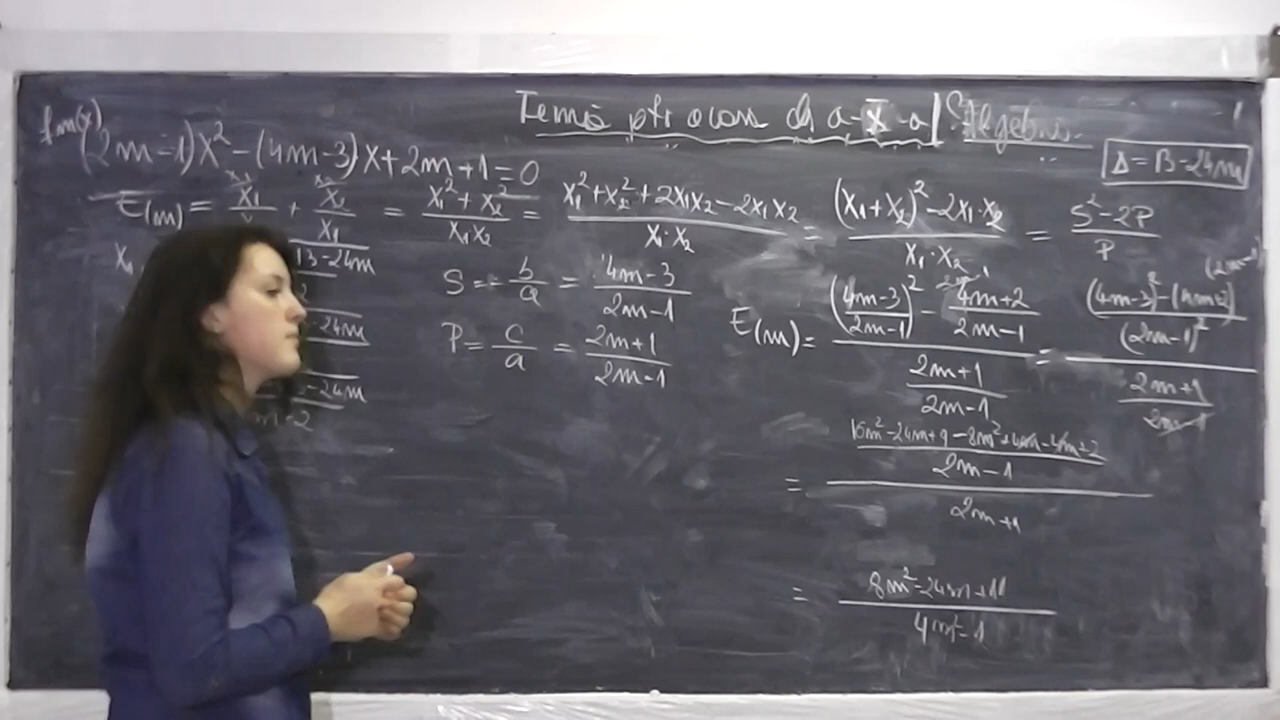 Temă ptr acasă cls a-X-a Algebră
1
fm(x)
(2m-1)x² - (4m-3)x + 2m + 1 = 0
Δ = 13-24m
E(m) = x₁/ + x₂/x₁ = (x₁² + x₂²)/(x₁x₂) = (x₁² + x₂² + 2x₁x₂ - 2x₁x₂)/(x₁·x₂) = ((x₁+x₂)² - 2x₁·x₂)/(x₁·x₂) = (S²-2P)/P
13-24m
-24m
-24m
S = -b/a = (4m-3)/(2m-1)
P = c/a = (2m+1)/(2m-1)
E(m) = (((4m-3)/(2m-1))² - (4m+2)/(2m-1))/((2m+1)/(2m-1)) = (((4m-3)² - (4m+2))/(2m-1)²)/((2m+1)/(2m-1))
= ((16m²-24m+9-8m²+4m-4m+2)/(2m-1))/(2m+1)
= (8m²-24m+11)/(4m²-1)